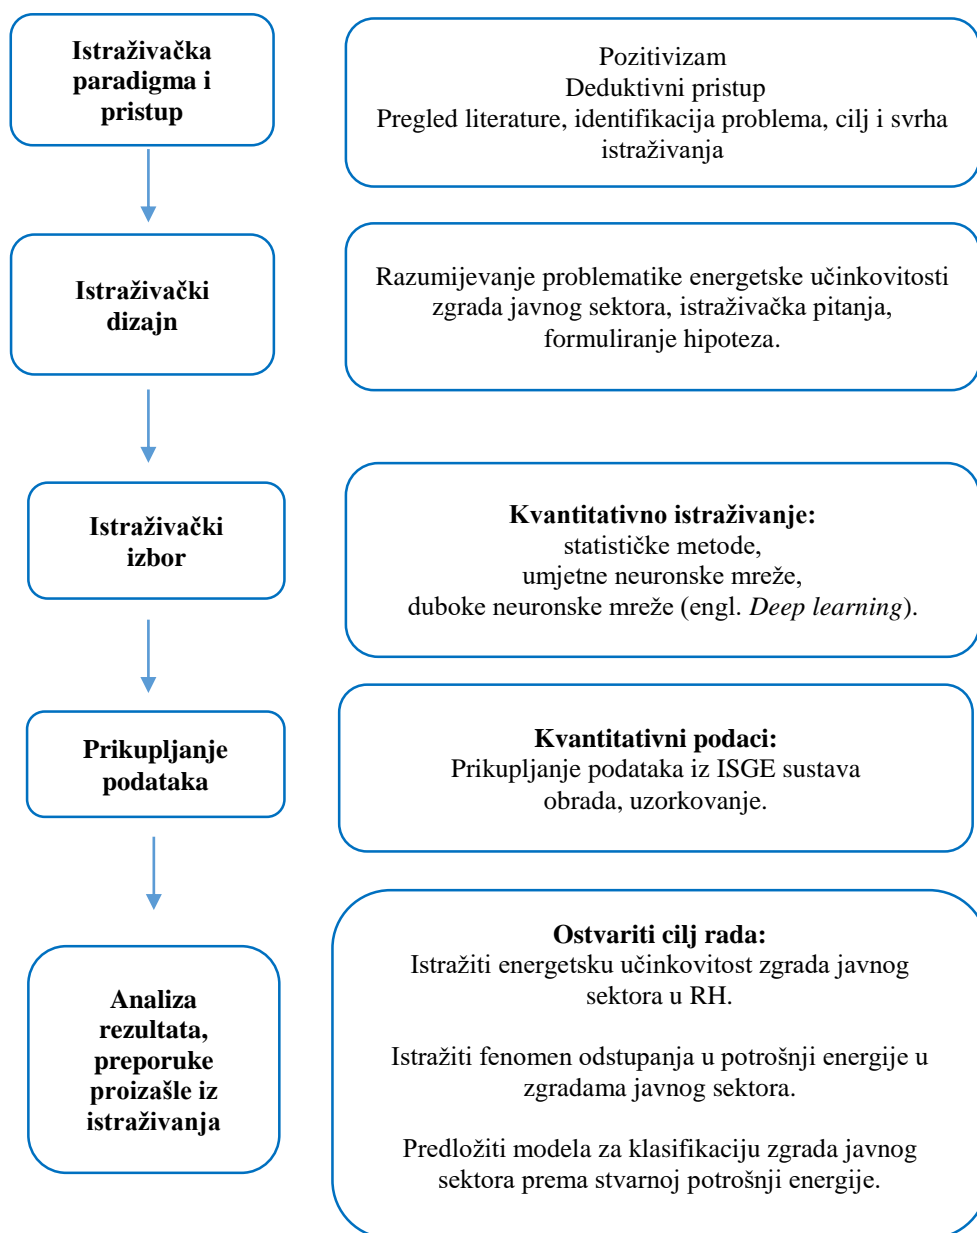 Istraživačka
paradigma i
pristup
Pozitivizam
Deduktivni pristup
Pregled literature, identifikacija problema, cilj i svrha
istraživanja
Istraživački
dizajn
Razumijevanje problematike energetske učinkovitosti
zgrada javnog sektora, istraživačka pitanja,
formuliranje hipoteza.
Istraživački
izbor
Kvantitativno istraživanje:
statističke metode,
umjetne neuronske mreže,
duboke neuronske mreže (engl. Deep learning).
Prikupljanje
podataka
Kvantitativni podaci:
Prikupljanje podataka iz ISGE sustava
obrada, uzorkovanje.
Analiza
rezultata,
preporuke
proizašle iz
istraživanja
Ostvariti cilj rada:
Istražiti energetsku učinkovitost zgrada javnog
sektora u RH.
Istražiti fenomen odstupanja u potrošnji energije u
zgradama javnog sektora.
Predložiti modela za klasifikaciju zgrada javnog
sektora prema stvarnoj potrošnji energije.